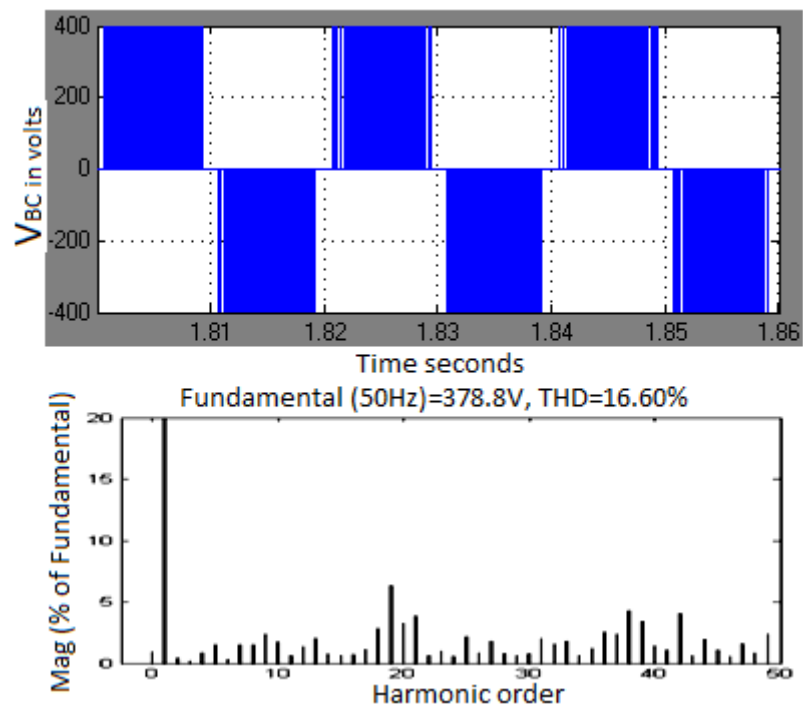 400
200
0
-200
-400
VBC in volts
1.81 1.82 1.83 1.84 1.85 1.86
Time seconds
Fundamental (50Hz)=378.8V, THD=16.60%
20
15
10
5
0
Mag (% of Fundamental)
0 10 20 30 40 50
Harmonic order